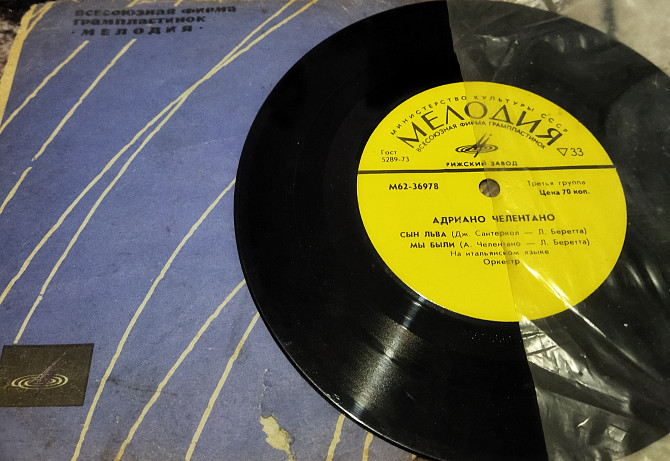 ВСЕСОЮЗНАЯ ФИРМА
ГРАМПЛАСТИНОК
·МЕЛОДИЯ·
МИНИСТЕРСТВО КУЛЬТУРЫ СССР
МЕЛОДИЯ
ВСЕСОЮЗНАЯ ФИРМА ГРАМПЛАСТИНОК
Гост
5289-73
▽33
РИЖСКИЙ ЗАВОД
М62-36978
Третья группа
Цена 70 коп.
АДРИАНО ЧЕЛЕНТАНО
СЫН ЛЬВА (Дж. Сантеркол — Л. Беретта)
МЫ БЫЛИ (А. Челентано — Л. Беретта)
На итальянском языке
Оркестр